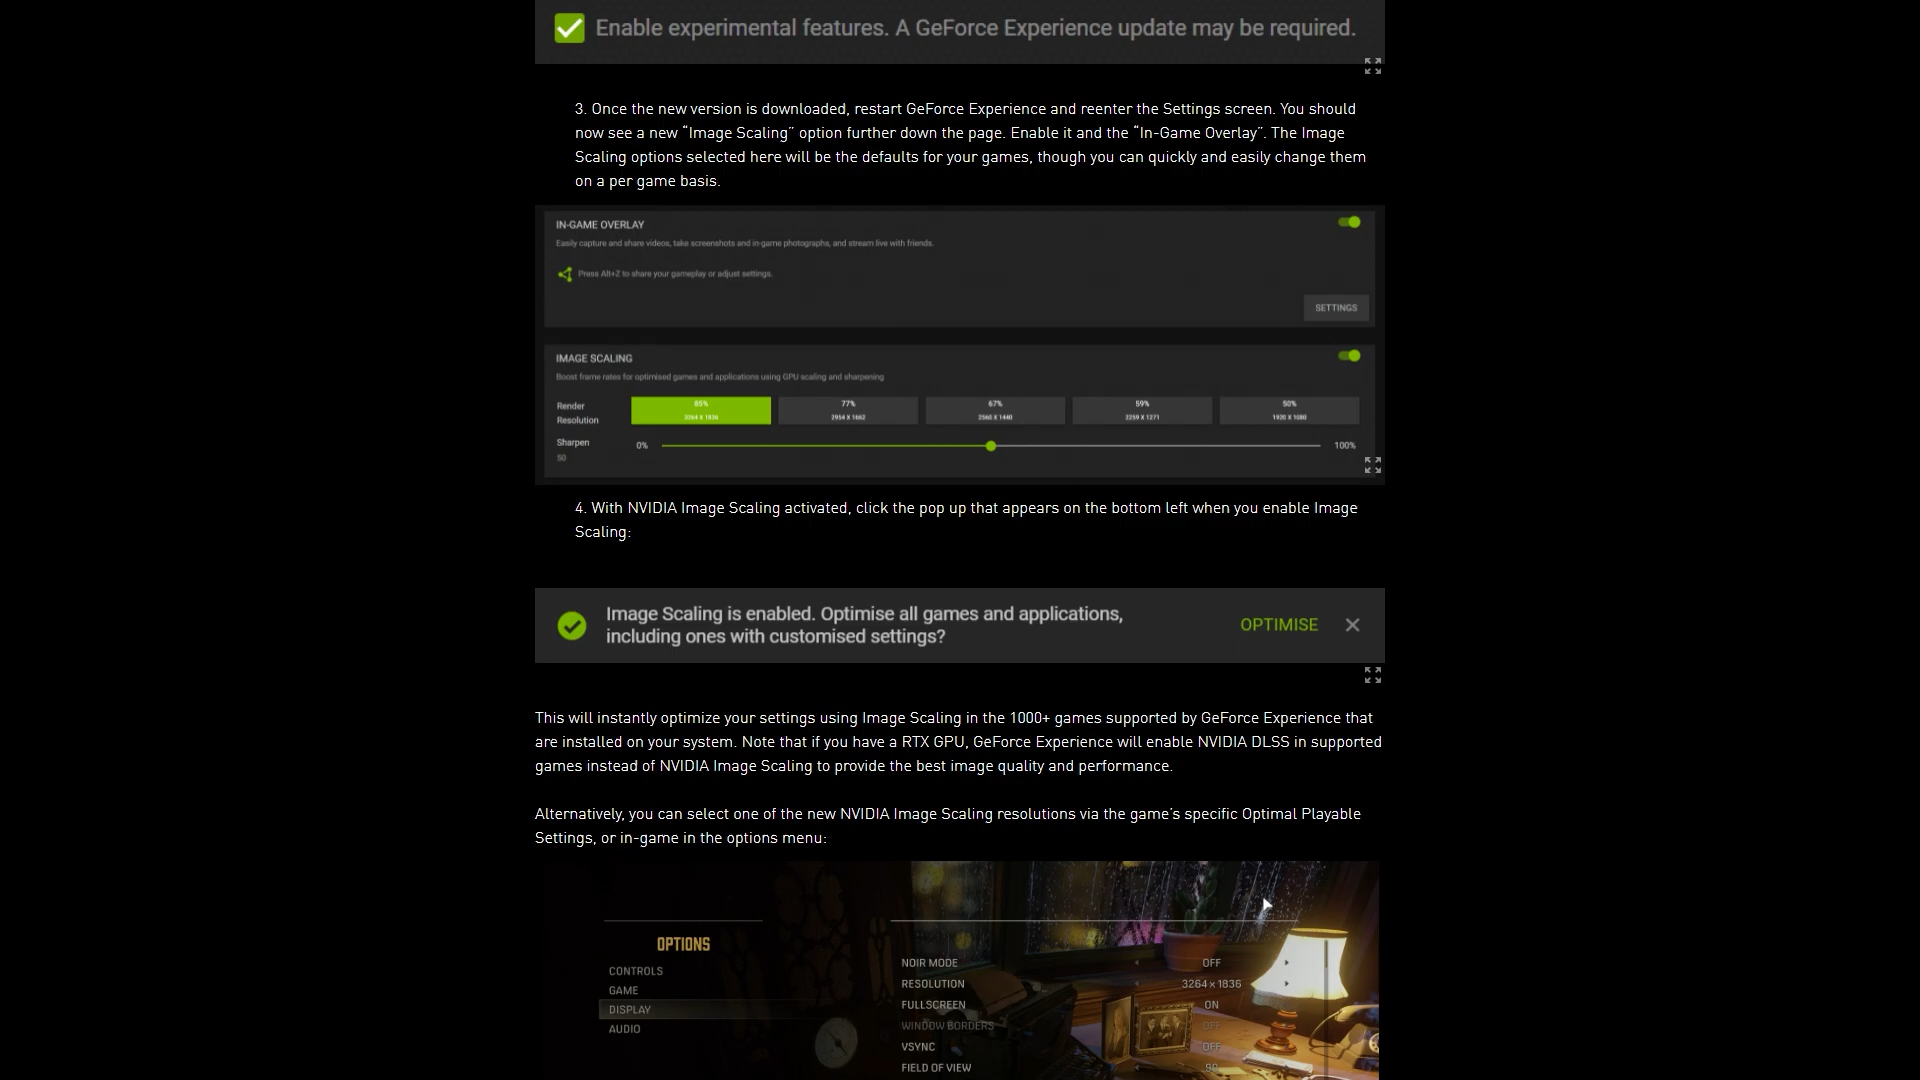 Enable experimental features. A GeForce Experience update may be required.
3. Once the new version is downloaded, restart GeForce Experience and reenter the Settings screen. You should
now see a new “Image Scaling” option further down the page. Enable it and the “In-Game Overlay”. The Image
Scaling options selected here will be the defaults for your games, though you can quickly and easily change them
on a per game basis.
IN-GAME OVERLAY
Easily capture and share videos, take screenshots and in-game photographs, and stream live with friends.
Press Alt+Z to share your gameplay or adjust settings.
SETTINGS
IMAGE SCALING
Boost frame rates for optimised games and applications using GPU scaling and sharpening
Render
Resolution
85%
3264 X 1836
77%
2954 X 1662
67%
2560 X 1440
59%
2259 X 1271
50%
1920 X 1080
Sharpen
50
0%
100%
4. With NVIDIA Image Scaling activated, click the pop up that appears on the bottom left when you enable Image
Scaling:
Image Scaling is enabled. Optimise all games and applications,
including ones with customised settings?
OPTIMISE
This will instantly optimize your settings using Image Scaling in the 1000+ games supported by GeForce Experience that
are installed on your system. Note that if you have a RTX GPU, GeForce Experience will enable NVIDIA DLSS in supported
games instead of NVIDIA Image Scaling to provide the best image quality and performance.
Alternatively, you can select one of the new NVIDIA Image Scaling resolutions via the game’s specific Optimal Playable
Settings, or in-game in the options menu:
OPTIONS
CONTROLS
GAME
DISPLAY
AUDIO
NOIR MODE OFF
RESOLUTION 3264 x 1836
FULLSCREEN ON
WINDOW BORDERS OFF
VSYNC OFF
FIELD OF VIEW 90